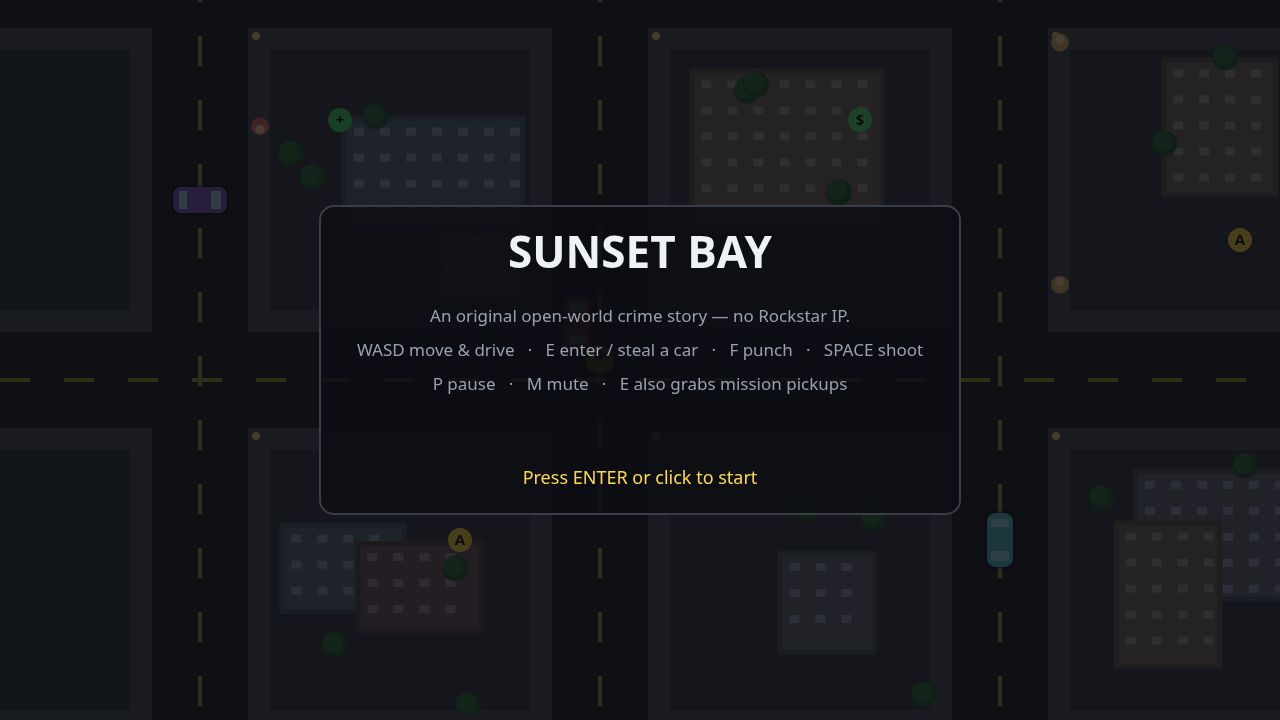 +
$
A
SUNSET BAY
An original open-world crime story — no Rockstar IP.
WASD move & drive · E enter / steal a car · F punch · SPACE shoot
P pause · M mute · E also grabs mission pickups
Press ENTER or click to start
A